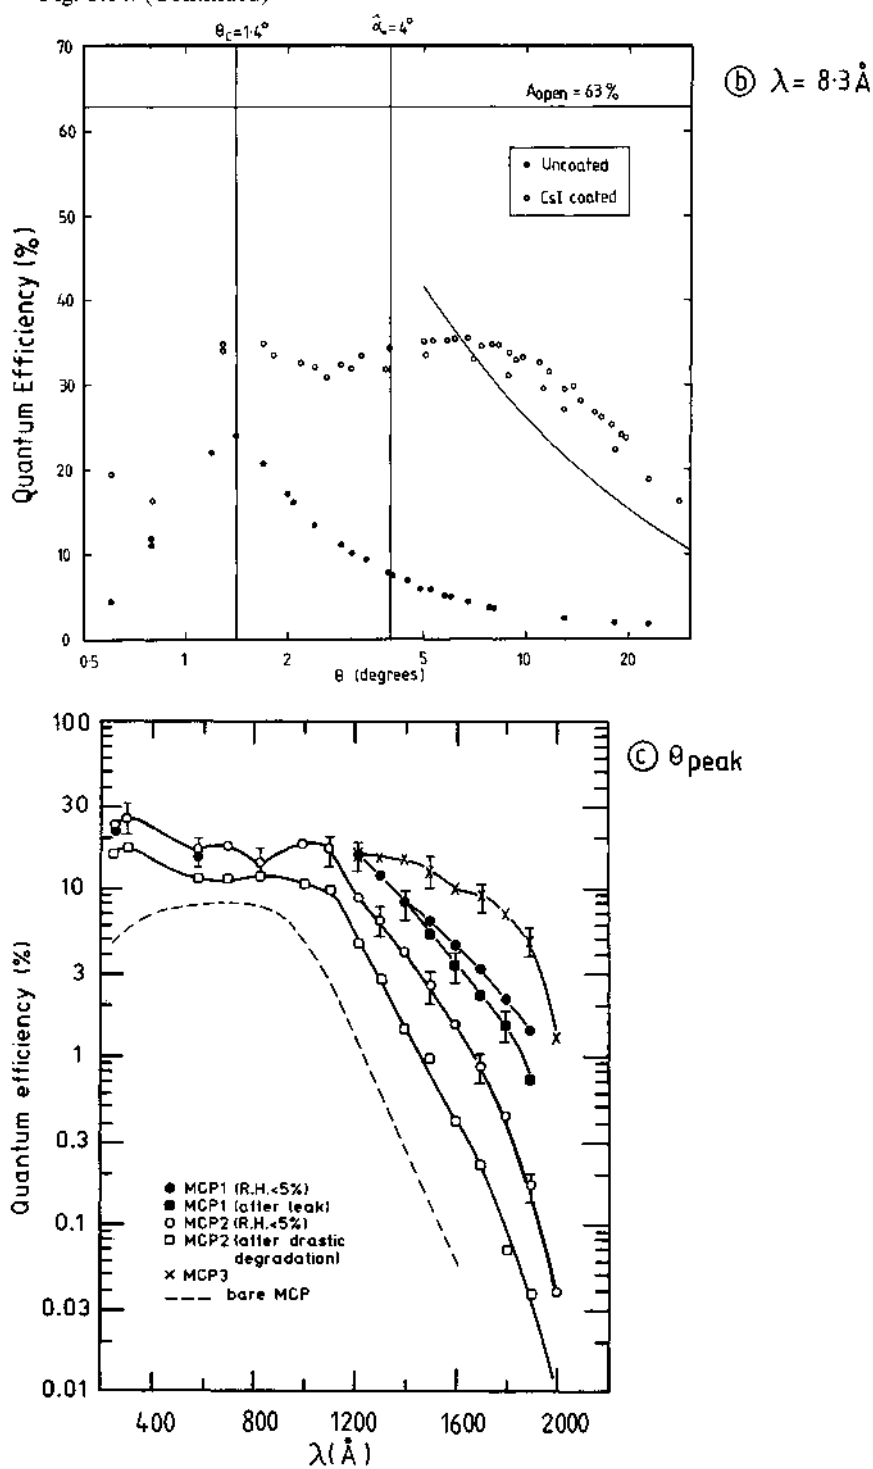 θc=1·4°
α̂∗=4°
ⓑ λ= 8·3Å
Aopen = 63%
Uncoated
CsI coated
Quantum Efficiency (%)
70
60
50
40
30
20
10
0
0·5
1
2
5
10
20
θ (degrees)
ⓒ θpeak
Quantum efficiency (%)
100
30
10
3
1
0.3
0.1
0.03
0.01
MCP1 (R.H.<5%)
MCP1 (after leak)
MCP2 (R.H.<5%)
MCP2 (after drastic
degradation)
MCP3
bare MCP
400
800
1200
1600
2000
λ(Å)